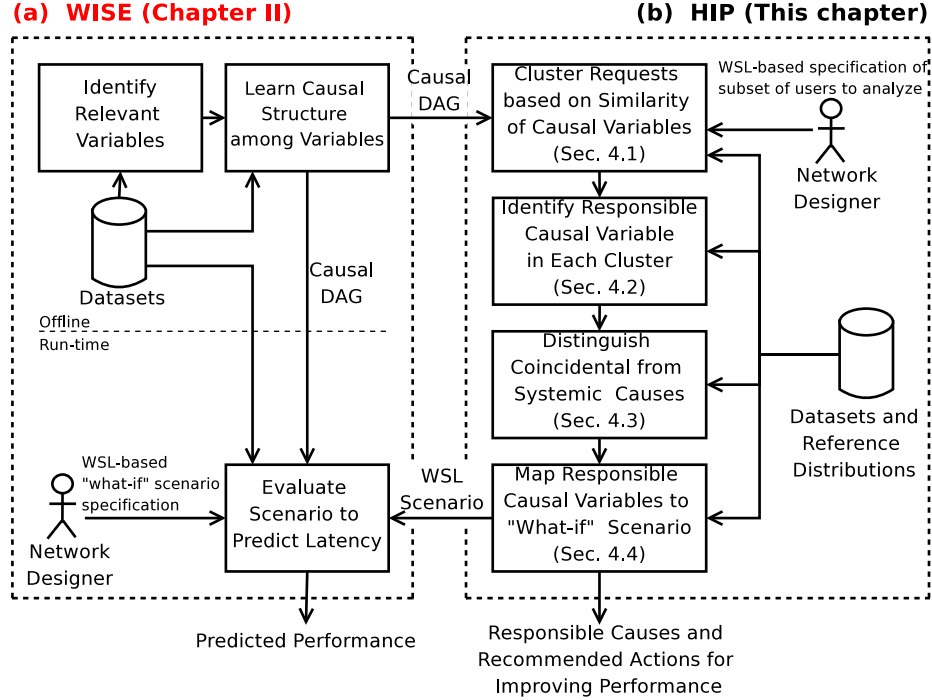 (a) WISE (Chapter II)
(b) HIP (This chapter)
Identify
Relevant
Variables
Learn Causal
Structure
among Variables
Causal
DAG
Cluster Requests
based on Similarity
of Causal Variables
(Sec. 4.1)
WSL-based specification of
subset of users to analyze
Network
Designer
Datasets
Causal
DAG
Offline
Run-time
Identify Responsible
Causal Variable
in Each Cluster
(Sec. 4.2)
Distinguish
Coincidental from
Systemic Causes
(Sec. 4.3)
Datasets and
Reference
Distributions
WSL-based
"what-if" scenario
specification
Network
Designer
Evaluate
Scenario to
Predict Latency
WSL
Scenario
Map Responsible
Causal Variables to
"What-if" Scenario
(Sec. 4.4)
Predicted Performance
Responsible Causes and
Recommended Actions for
Improving Performance